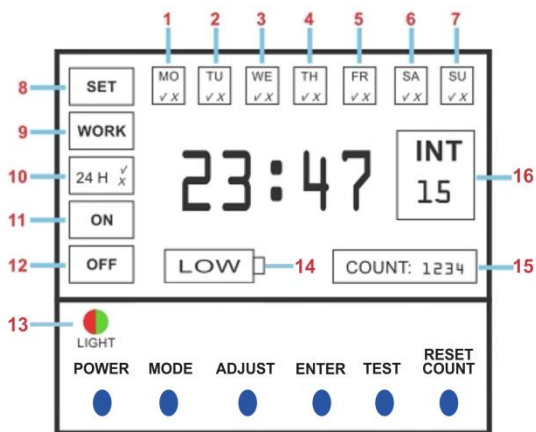 1 2 3 4 5 6 7
MO TU WE TH FR SA SU
✓ X ✓ X ✓ X ✓ X ✓ X ✓ X ✓ X
8 SET
9 WORK
10 24 H ✓ X
11 ON
12 OFF
23:47
INT
15
16
LOW 14
COUNT: 1234 15
13
LIGHT
POWER MODE ADJUST ENTER TEST RESET COUNT